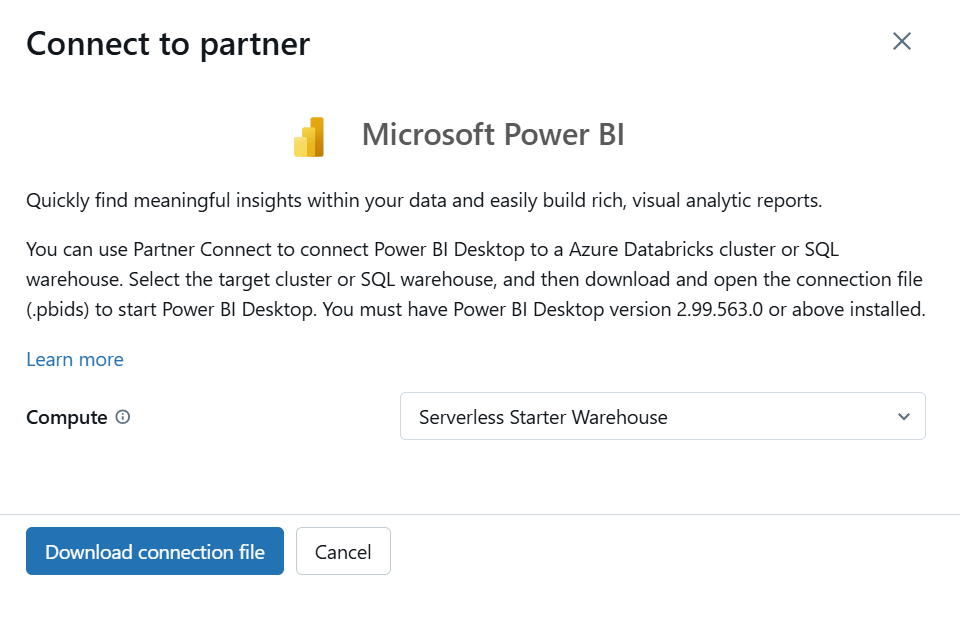 Connect to partner
Microsoft Power BI
Quickly find meaningful insights within your data and easily build rich, visual analytic reports.
You can use Partner Connect to connect Power BI Desktop to a Azure Databricks cluster or SQL
warehouse. Select the target cluster or SQL warehouse, and then download and open the connection file
(.pbids) to start Power BI Desktop. You must have Power BI Desktop version 2.99.563.0 or above installed.
Learn more
Compute
Serverless Starter Warehouse
Download connection file
Cancel